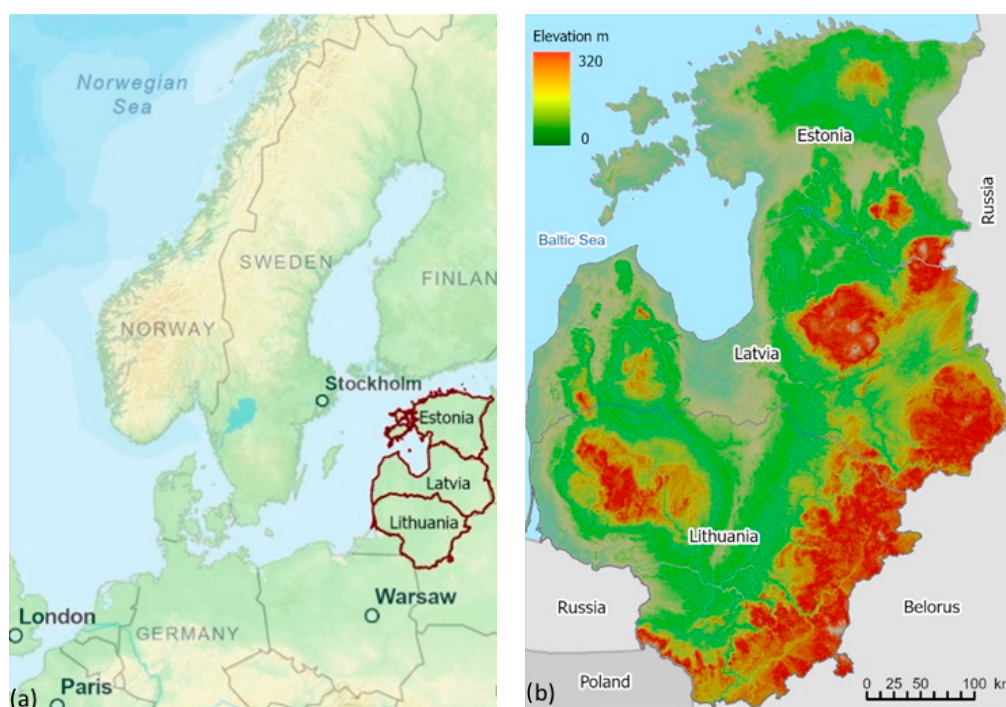 Norwegian
Sea
SWEDEN
FINLAN
NORWAY
Stockholm
Estonia
Latvia
Lithuania
London
Warsaw
GERMANY
Paris
(a)
Elevation m
320
0
Estonia
Russia
Baltic Sea
Latvia
Lithuania
Russia
Belorus
Poland
0 25 50 100 km
(b)